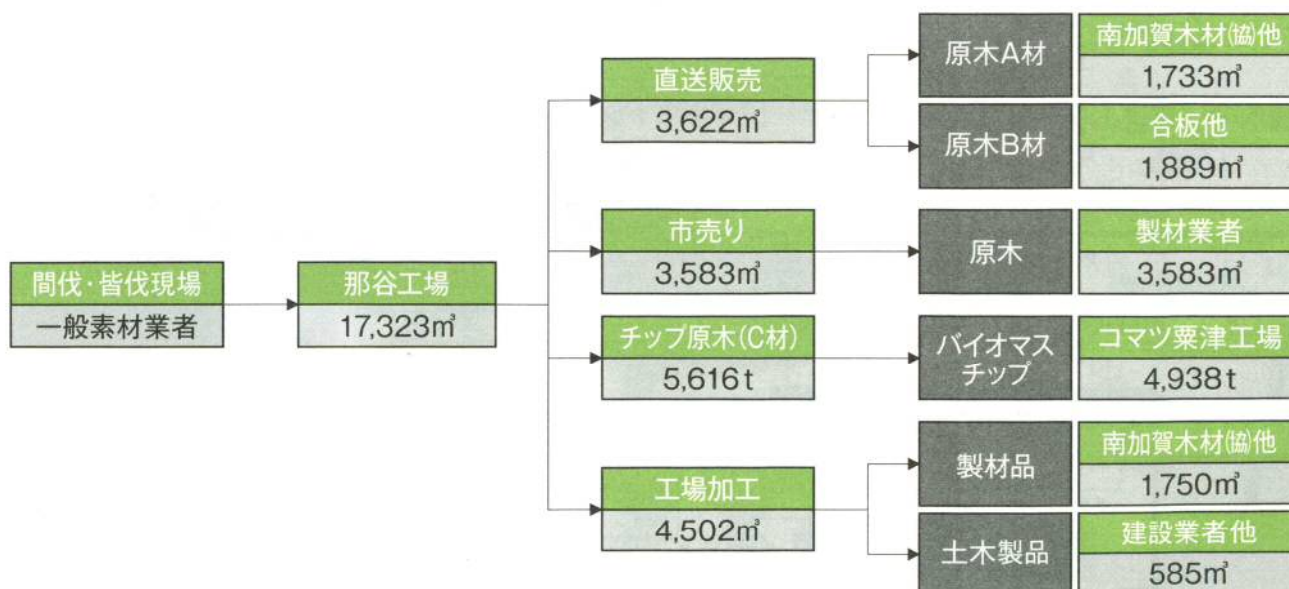 間伐・皆伐現場
一般素材業者
那谷工場
17,323㎥
直送販売
3,622㎥
原木A材
南加賀木材㈿他
1,733㎥
原木B材
合板他
1,889㎥
市売り
3,583㎥
原木
製材業者
3,583㎥
チップ原木(C材)
5,616t
バイオマス
チップ
コマツ粟津工場
4,938t
工場加工
4,502㎥
製材品
南加賀木材㈿他
1,750㎥
土木製品
建設業者他
585㎥